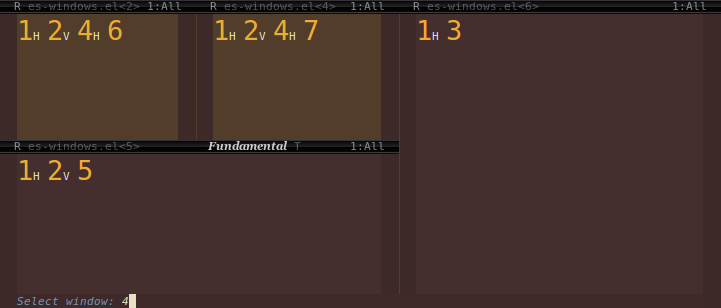 R es-windows.el<2> 1:All
R es-windows.el<4> 1:All
R es-windows.el<6> 1:All
1H 2V 4H 6
1H 2V 4H 7
1H 3
R es-windows.el<5> Fundamental T 1:All
1H 2V 5
Select window: 4